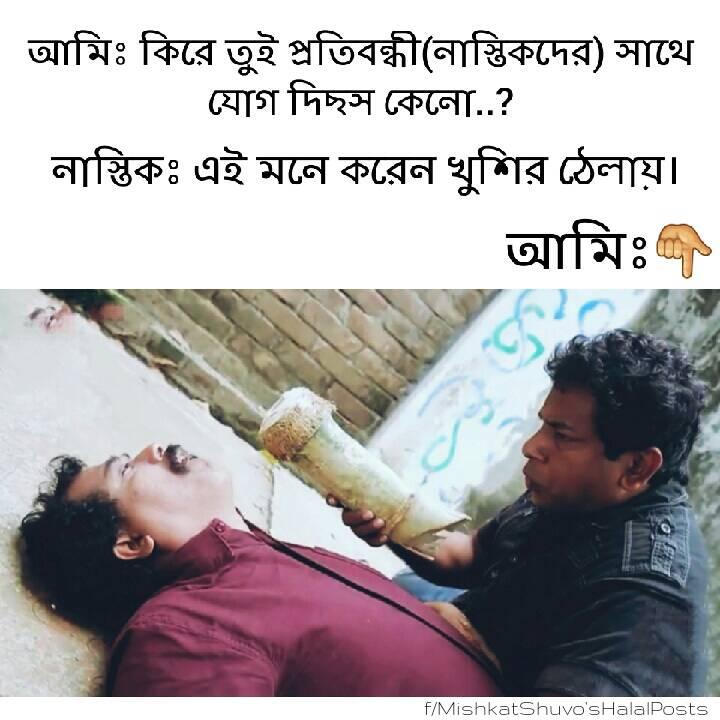 আমিঃ কিরে তুই প্রতিবন্ধী(নাস্তিকদের) সাথে
যোগ দিছস কেনো..?
নাস্তিকঃ এই মনে করেন খুশির ঠেলায়।
আমিঃ
f/MishkatShuvo'sHalalPosts